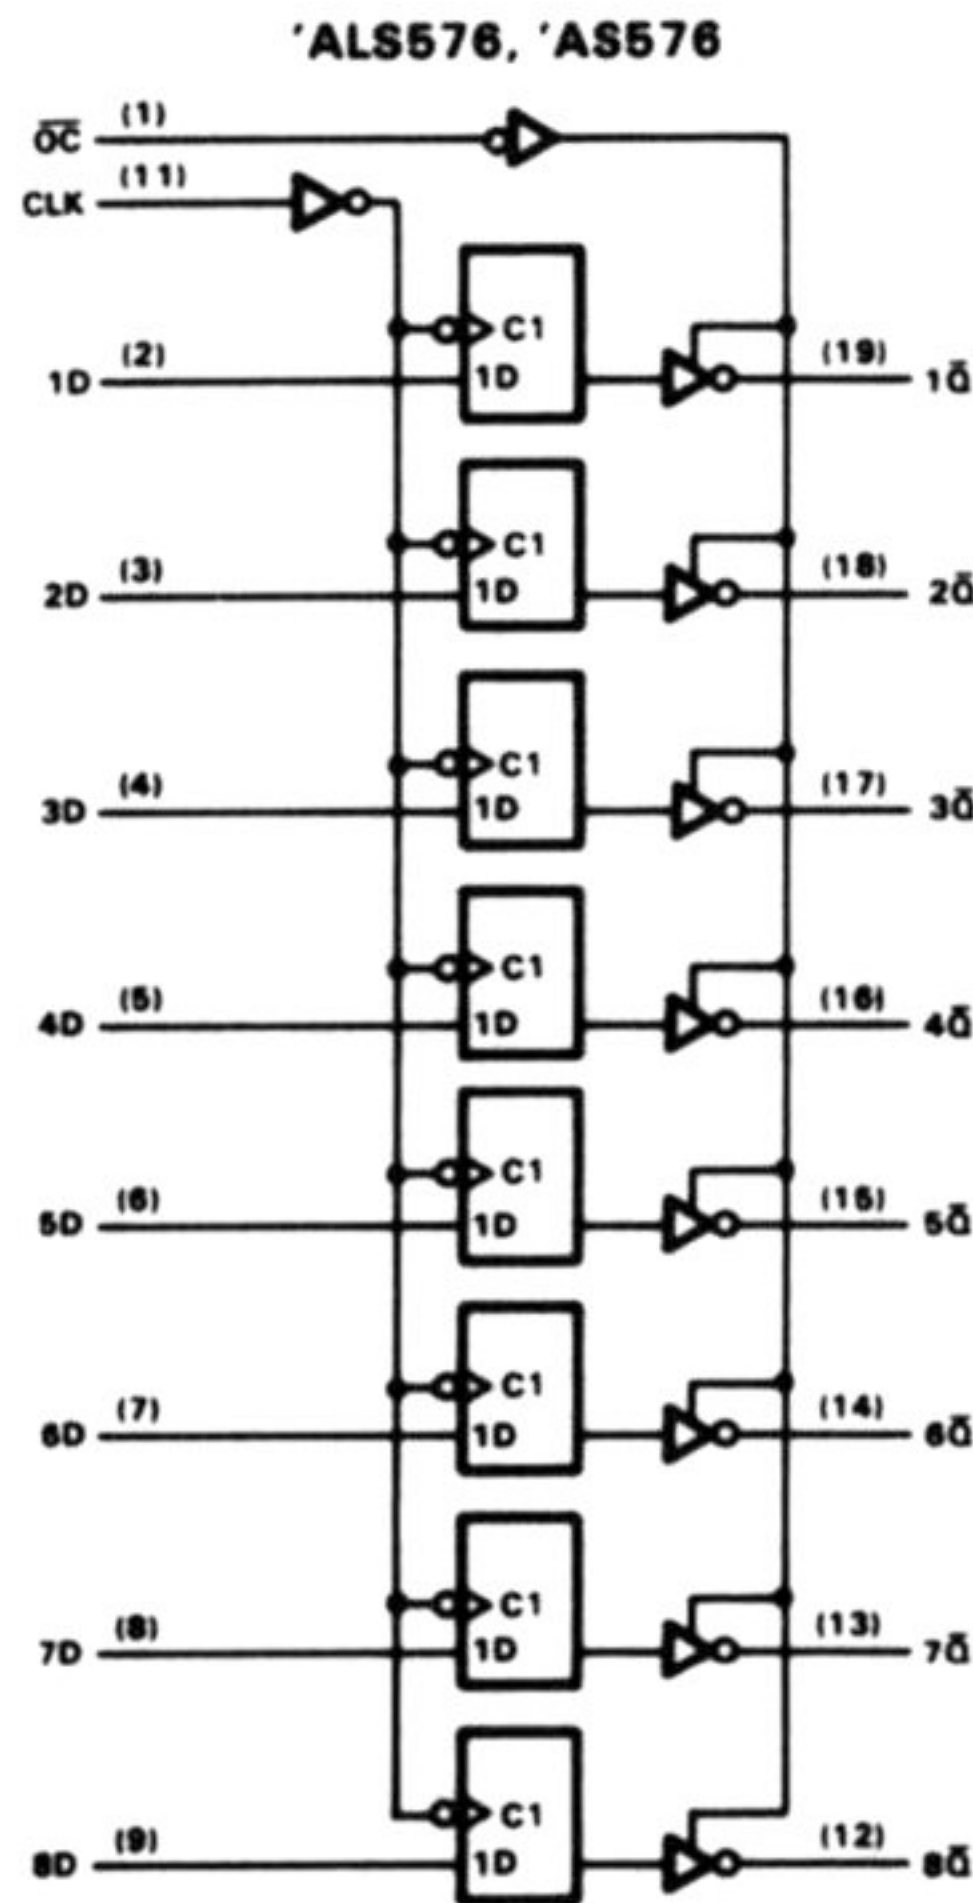 'ALS576, 'AS576
O̅C̅ (1)
CLK (11)
C1
1D (2) 1D (19) 1Q̅
C1
2D (3) 1D (18) 2Q̅
C1
3D (4) 1D (17) 3Q̅
C1
4D (5) 1D (16) 4Q̅
C1
5D (6) 1D (15) 5Q̅
C1
6D (7) 1D (14) 6Q̅
C1
7D (8) 1D (13) 7Q̅
C1
8D (9) 1D (12) 8Q̅